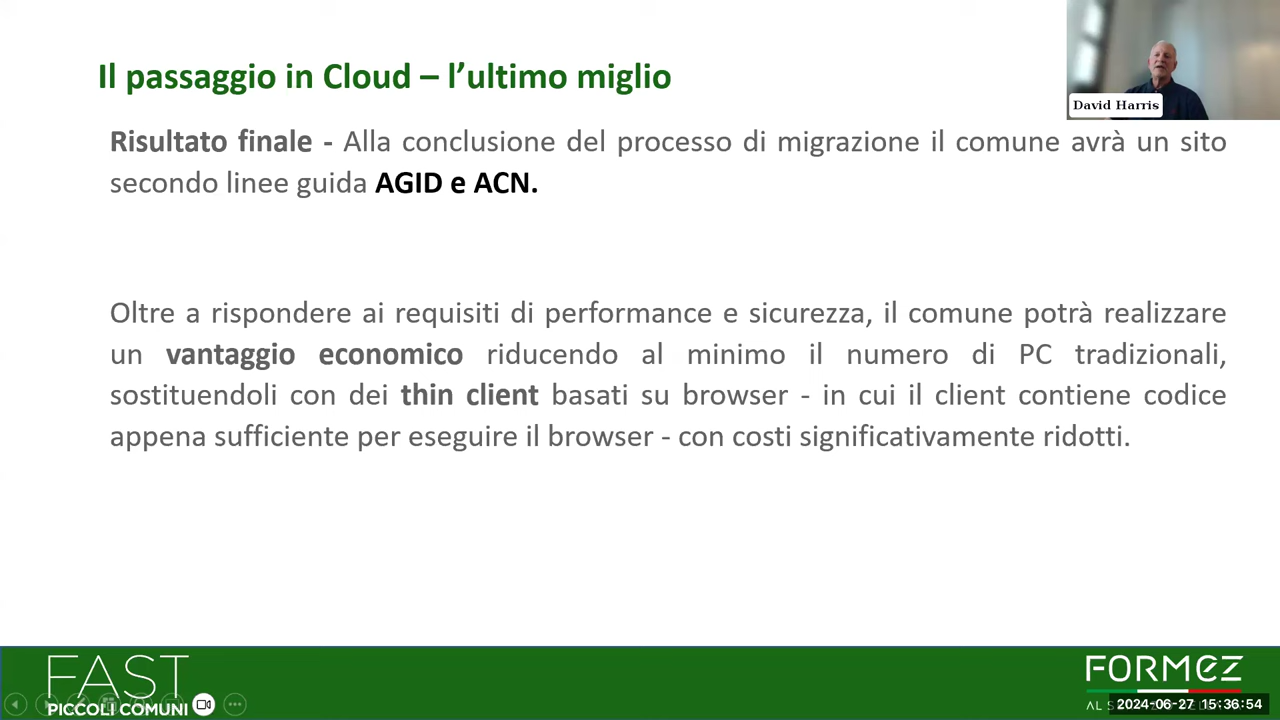 Il passaggio in Cloud – l’ultimo miglio
David Harris
Risultato finale - Alla conclusione del processo di migrazione il comune avrà un sito
secondo linee guida AGID e ACN.
Oltre a rispondere ai requisiti di performance e sicurezza, il comune potrà realizzare
un vantaggio economico riducendo al minimo il numero di PC tradizionali,
sostituendoli con dei thin client basati su browser - in cui il client contiene codice
appena sufficiente per eseguire il browser - con costi significativamente ridotti.
FAST
PICCOLI COMUNI
FORMEZ
AL
2024-06-27 15:36:54